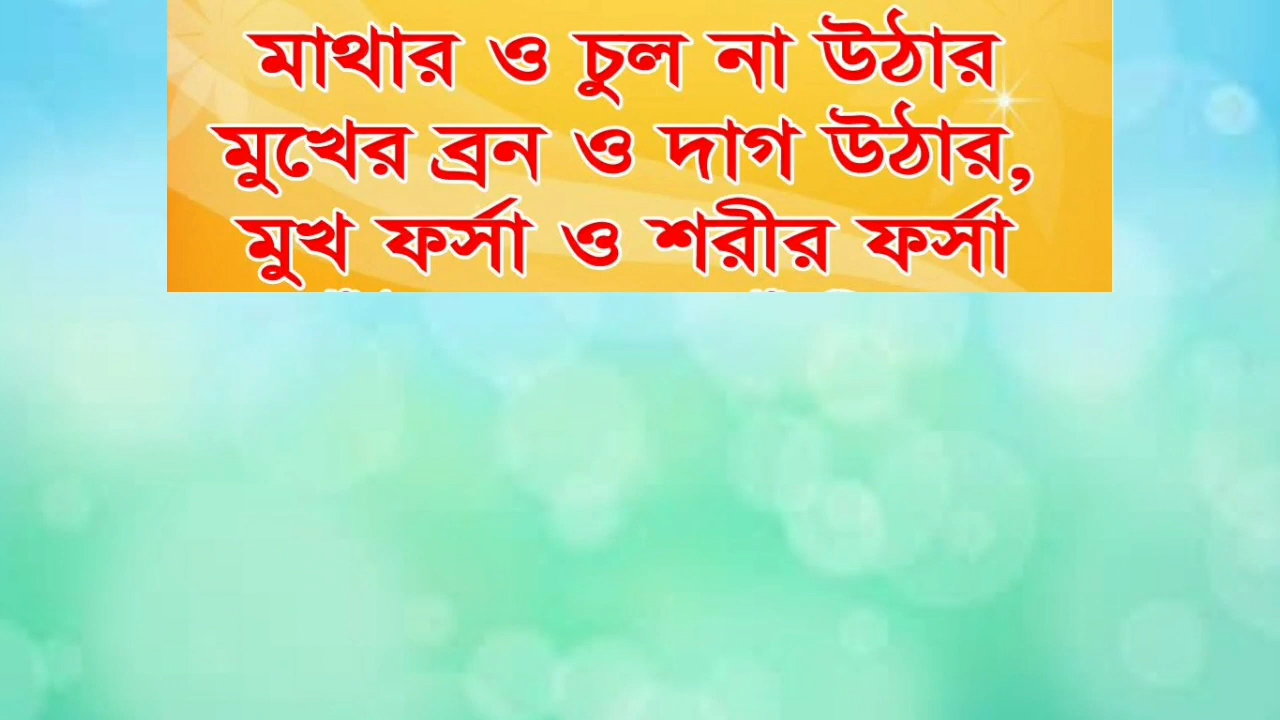 মাথার ও চুল না উঠার
মুখের ব্রন ও দাগ উঠার,
মুখ ফর্সা ও শরীর ফর্সা